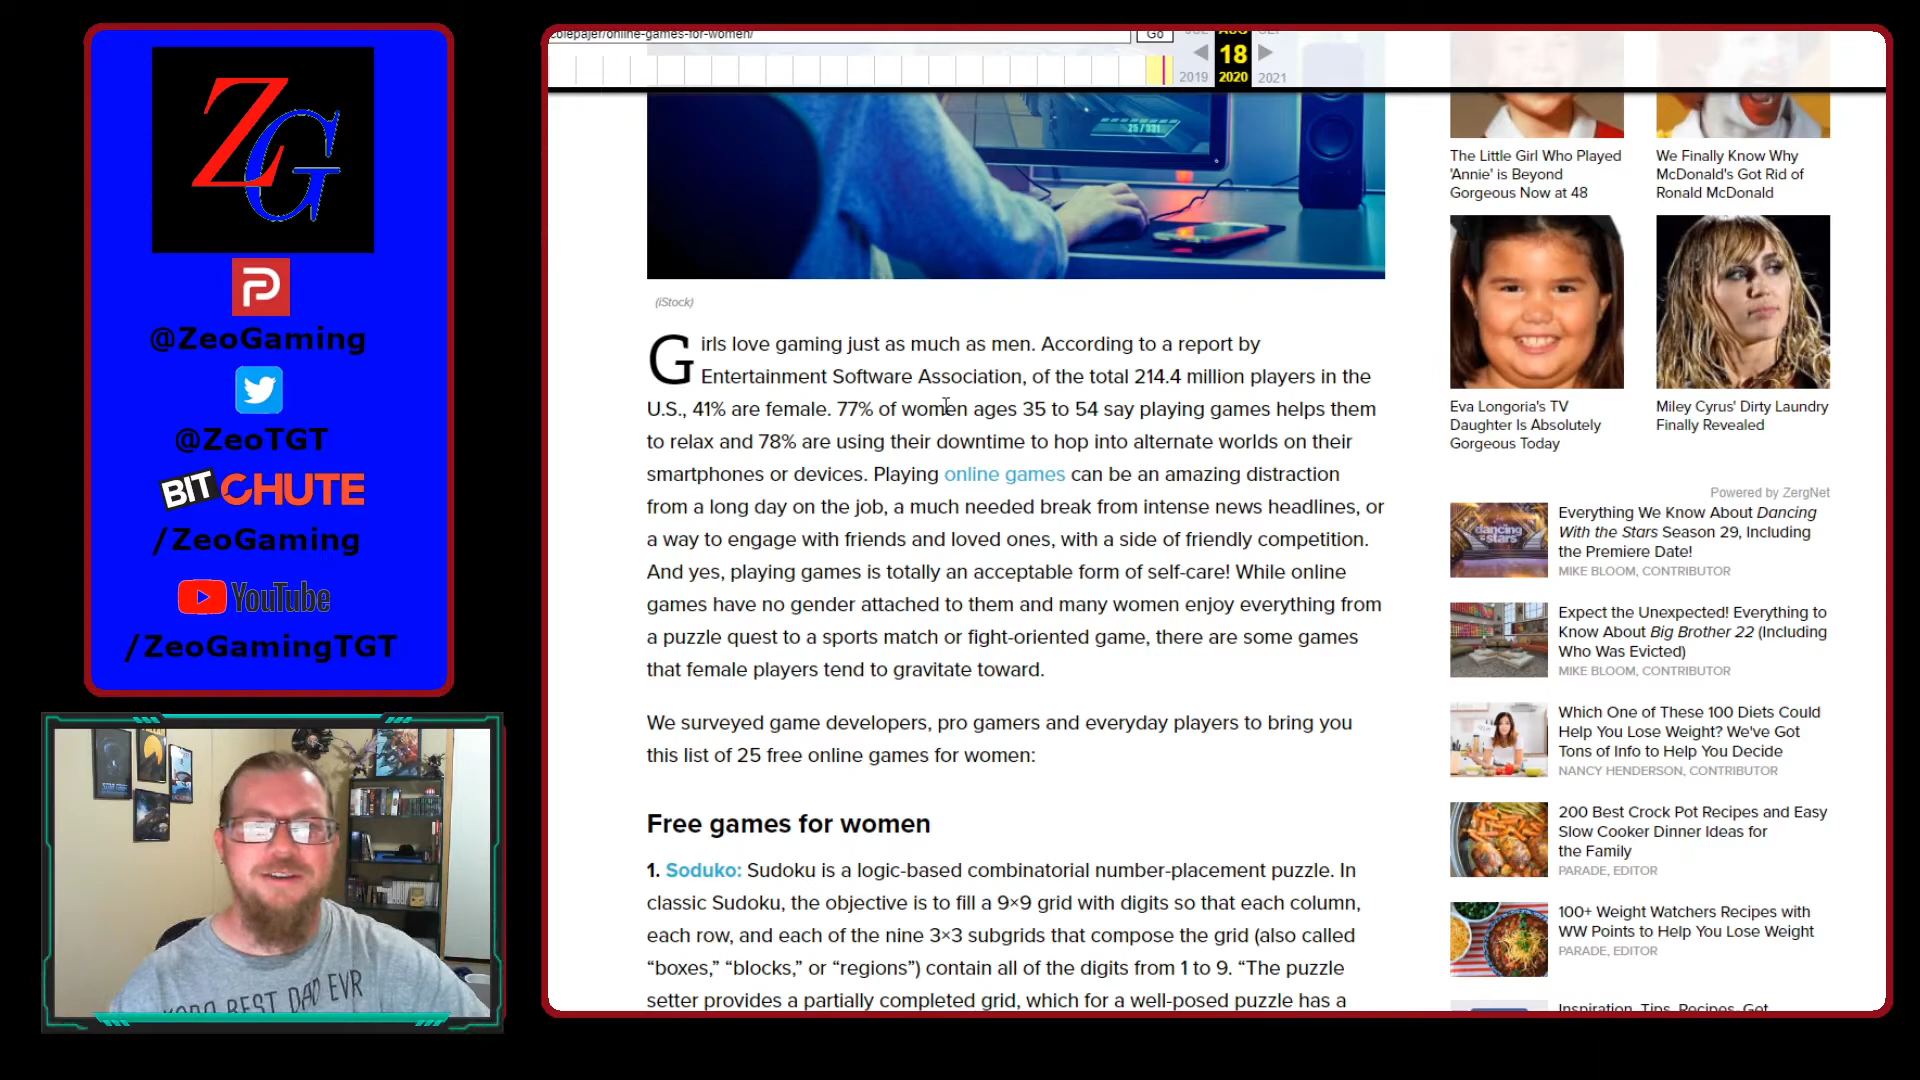 ZG
@ZeoGaming
@ZeoTGT
BITCHUTE
/ZeoGaming
YouTube
/ZeoGamingTGT
WORD BEST DAD EVR
colepajer/online-games-for-women/
Go
AUG
18
2019 2020 2021
25/331
(iStock)
Girls love gaming just as much as men. According to a report by
Entertainment Software Association, of the total 214.4 million players in the
U.S., 41% are female. 77% of women ages 35 to 54 say playing games helps them
to relax and 78% are using their downtime to hop into alternate worlds on their
smartphones or devices. Playing online games can be an amazing distraction
from a long day on the job, a much needed break from intense news headlines, or
a way to engage with friends and loved ones, with a side of friendly competition.
And yes, playing games is totally an acceptable form of self-care! While online
games have no gender attached to them and many women enjoy everything from
a puzzle quest to a sports match or fight-oriented game, there are some games
that female players tend to gravitate toward.
We surveyed game developers, pro gamers and everyday players to bring you
this list of 25 free online games for women:
Free games for women
1. Soduko: Sudoku is a logic-based combinatorial number-placement puzzle. In
classic Sudoku, the objective is to fill a 9×9 grid with digits so that each column,
each row, and each of the nine 3×3 subgrids that compose the grid (also called
“boxes,” “blocks,” or “regions”) contain all of the digits from 1 to 9. “The puzzle
setter provides a partially completed grid, which for a well-posed puzzle has a
The Little Girl Who Played
'Annie' is Beyond
Gorgeous Now at 48
We Finally Know Why
McDonald's Got Rid of
Ronald McDonald
Eva Longoria's TV
Daughter Is Absolutely
Gorgeous Today
Miley Cyrus' Dirty Laundry
Finally Revealed
Powered by ZergNet
Everything We Know About Dancing
With the Stars Season 29, Including
the Premiere Date!
MIKE BLOOM, CONTRIBUTOR
Expect the Unexpected! Everything to
Know About Big Brother 22 (Including
Who Was Evicted)
MIKE BLOOM, CONTRIBUTOR
Which One of These 100 Diets Could
Help You Lose Weight? We've Got
Tons of Info to Help You Decide
NANCY HENDERSON, CONTRIBUTOR
200 Best Crock Pot Recipes and Easy
Slow Cooker Dinner Ideas for
the Family
PARADE, EDITOR
100+ Weight Watchers Recipes with
WW Points to Help You Lose Weight
PARADE, EDITOR
Inspiration, Tips, Recipes, Get